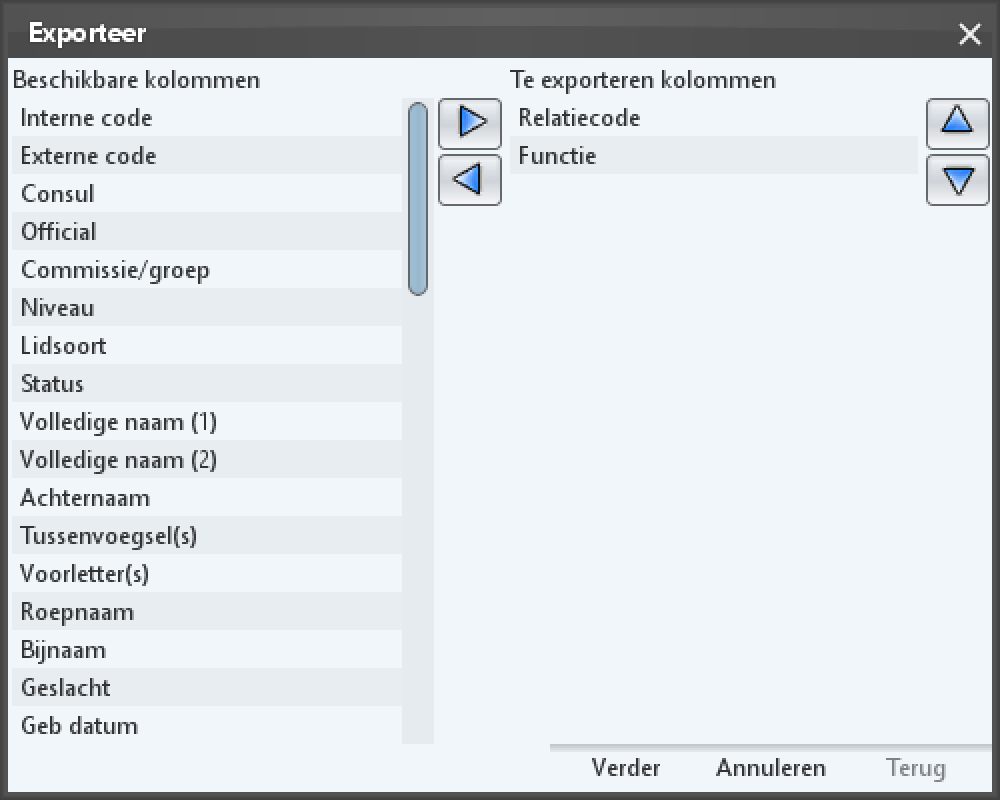 Exporteer
Beschikbare kolommen
Interne code
Externe code
Consul
Official
Commissie/groep
Niveau
Lidsoort
Status
Volledige naam (1)
Volledige naam (2)
Achternaam
Tussenvoegsel(s)
Voorletter(s)
Roepnaam
Bijnaam
Geslacht
Geb datum
Te exporteren kolommen
Relatiecode
Functie
Verder Annuleren Terug